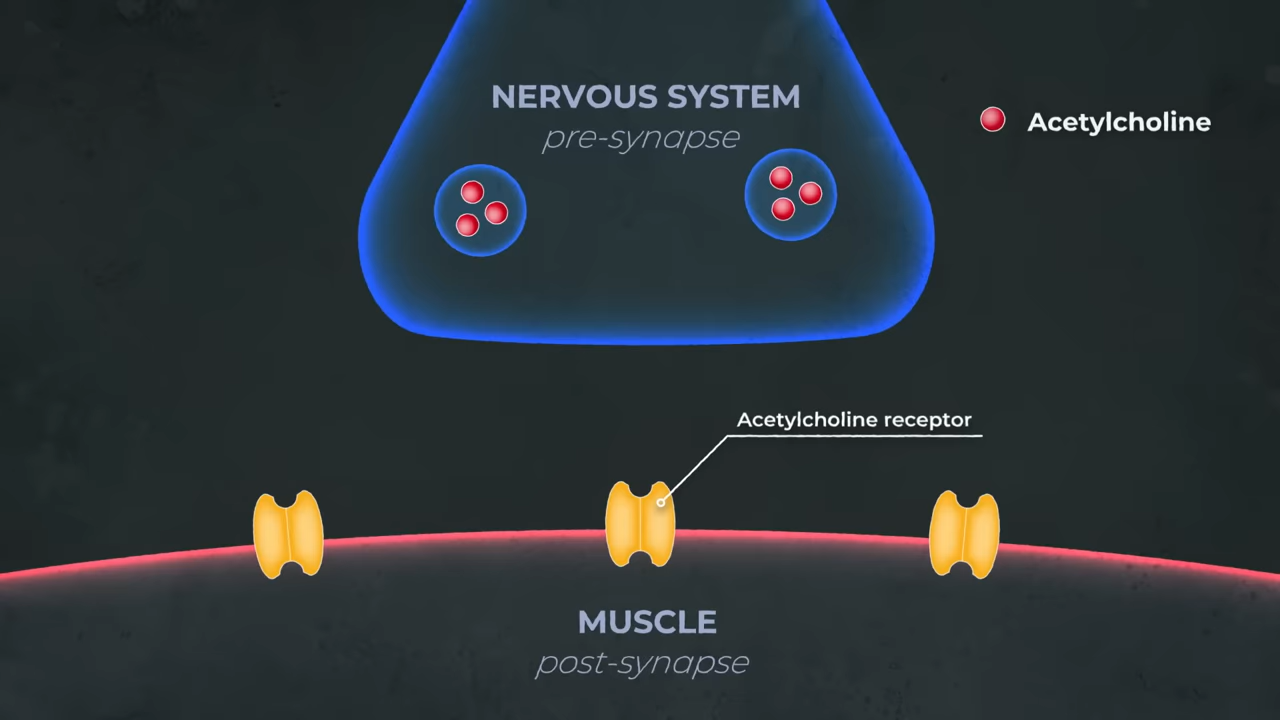 NERVOUS SYSTEM
pre-synapse
Acetylcholine
Acetylcholine receptor
MUSCLE
post-synapse